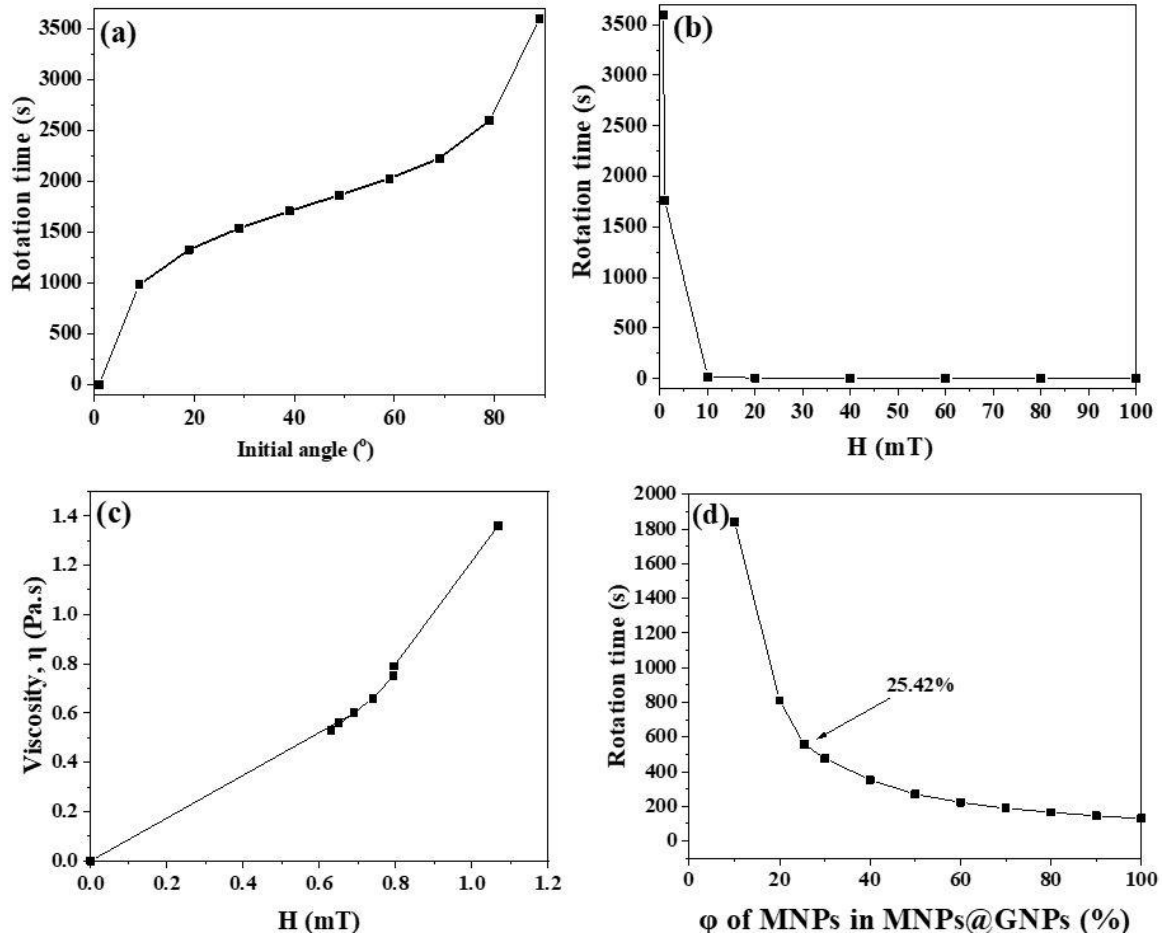 (a)
Rotation time (s)
3500
3000
2500
2000
1500
1000
500
0
0 20 40 60 80
Initial angle (º)
(b)
Rotation time (s)
3500
3000
2500
2000
1500
1000
500
0
0 10 20 30 40 50 60 70 80 90 100
H (mT)
(c)
Viscosity, η (Pa.s)
1.4
1.2
1.0
0.8
0.6
0.4
0.2
0.0
0.0 0.2 0.4 0.6 0.8 1.0 1.2
H (mT)
(d)
Rotation time (s)
2000
1800
1600
1400
1200
1000
800
600
400
200
0
25.42%
0 20 40 60 80 100
φ of MNPs in MNPs@GNPs (%)